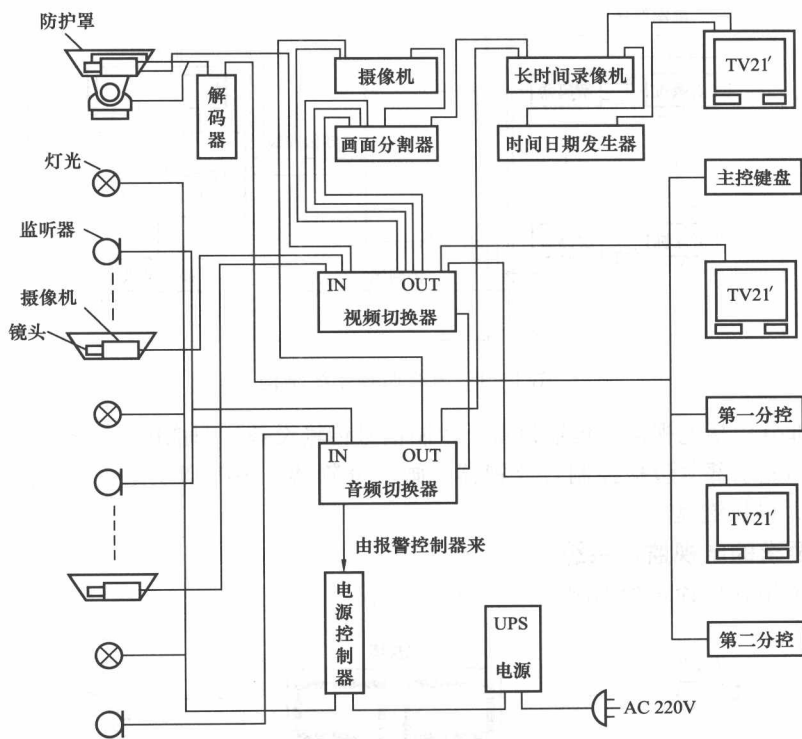 防护罩
解码器
摄像机
长时间录像机
TV21′
画面分割器
时间日期发生器
灯光
主控键盘
监听器
IN
OUT
视频切换器
TV21′
摄像机
镜头
第一分控
IN
OUT
音频切换器
TV21′
由报警控制器来
电源控制器
UPS
电源
第二分控
AC 220V